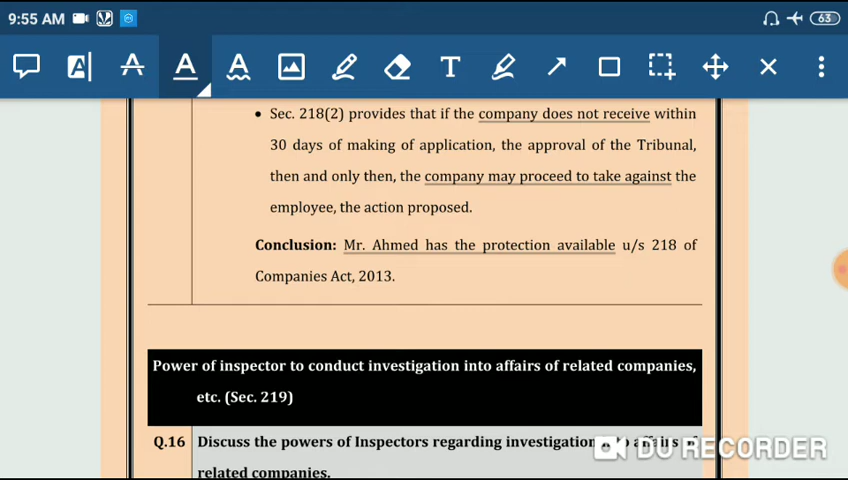 9:55 AM
63
A
A
A
A
T
• Sec. 218(2) provides that if the company does not receive within
30 days of making of application, the approval of the Tribunal,
then and only then, the company may proceed to take against the
employee, the action proposed.
Conclusion: Mr. Ahmed has the protection available u/s 218 of
Companies Act, 2013.
Power of inspector to conduct investigation into affairs of related companies,
etc. (Sec. 219)
Q.16 Discuss the powers of Inspectors regarding investigation into affairs of
related companies.
DU RECORDER